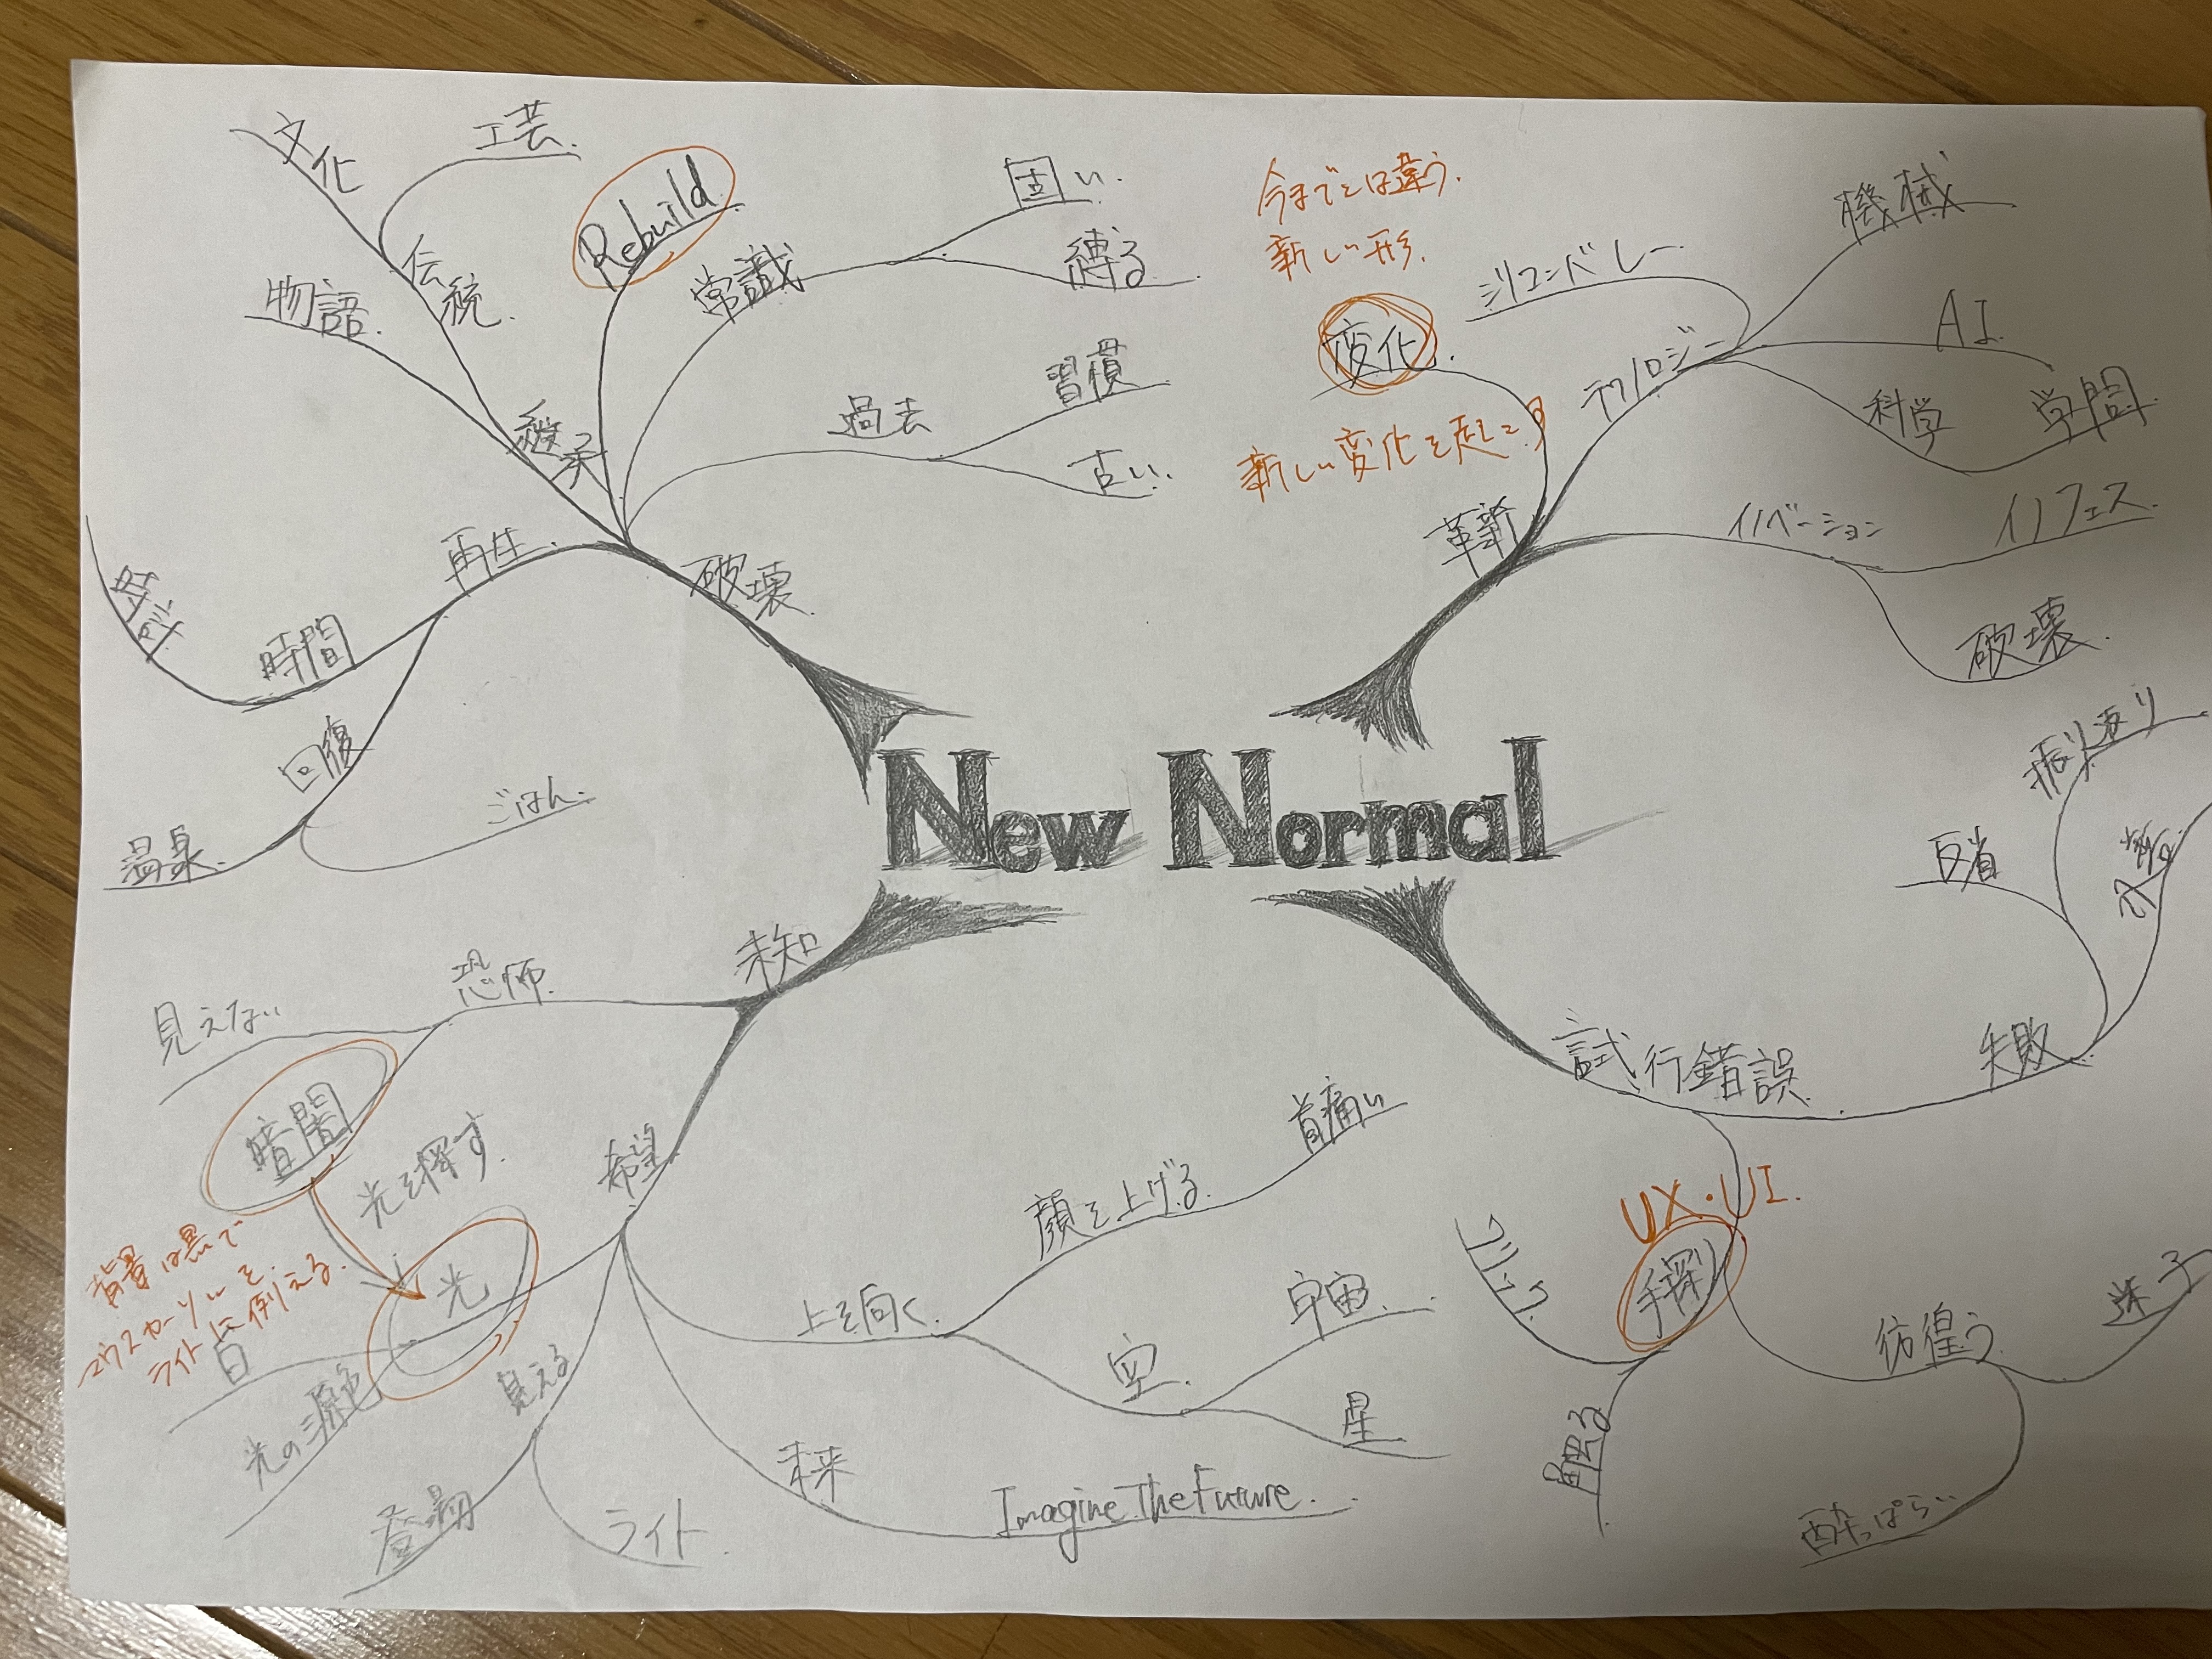 文化
工芸.
Rebuild.
固い.
今までとは違う.
新しい形.
機械
物語.
伝統.
常識
縛る
シリコンバレー
変化.
AI.
テクノロジー
継承
過去
習慣
古い.
新しい変化を起こす
科学
学問
革新
イノベーション
イノフェス
再生.
破壊.
時計
時間
破壊.
回復
ごはん.
温泉.
振り返り
New Normal
反省
改善
未知
恐怖.
見えない
暗闇
光を探す.
希望
試行錯誤.
失敗
首痛い
顔を上げる.
UX・UI.
手探り
背景は黒で
マウスカーソルを.
ライトに例える.
光
白
光の三原色
見える
上を向く.
空.
宇宙.
星
彷徨う
迷子
触る
酔っぱらい
未来
Imagine The Future.
登場
ライト.